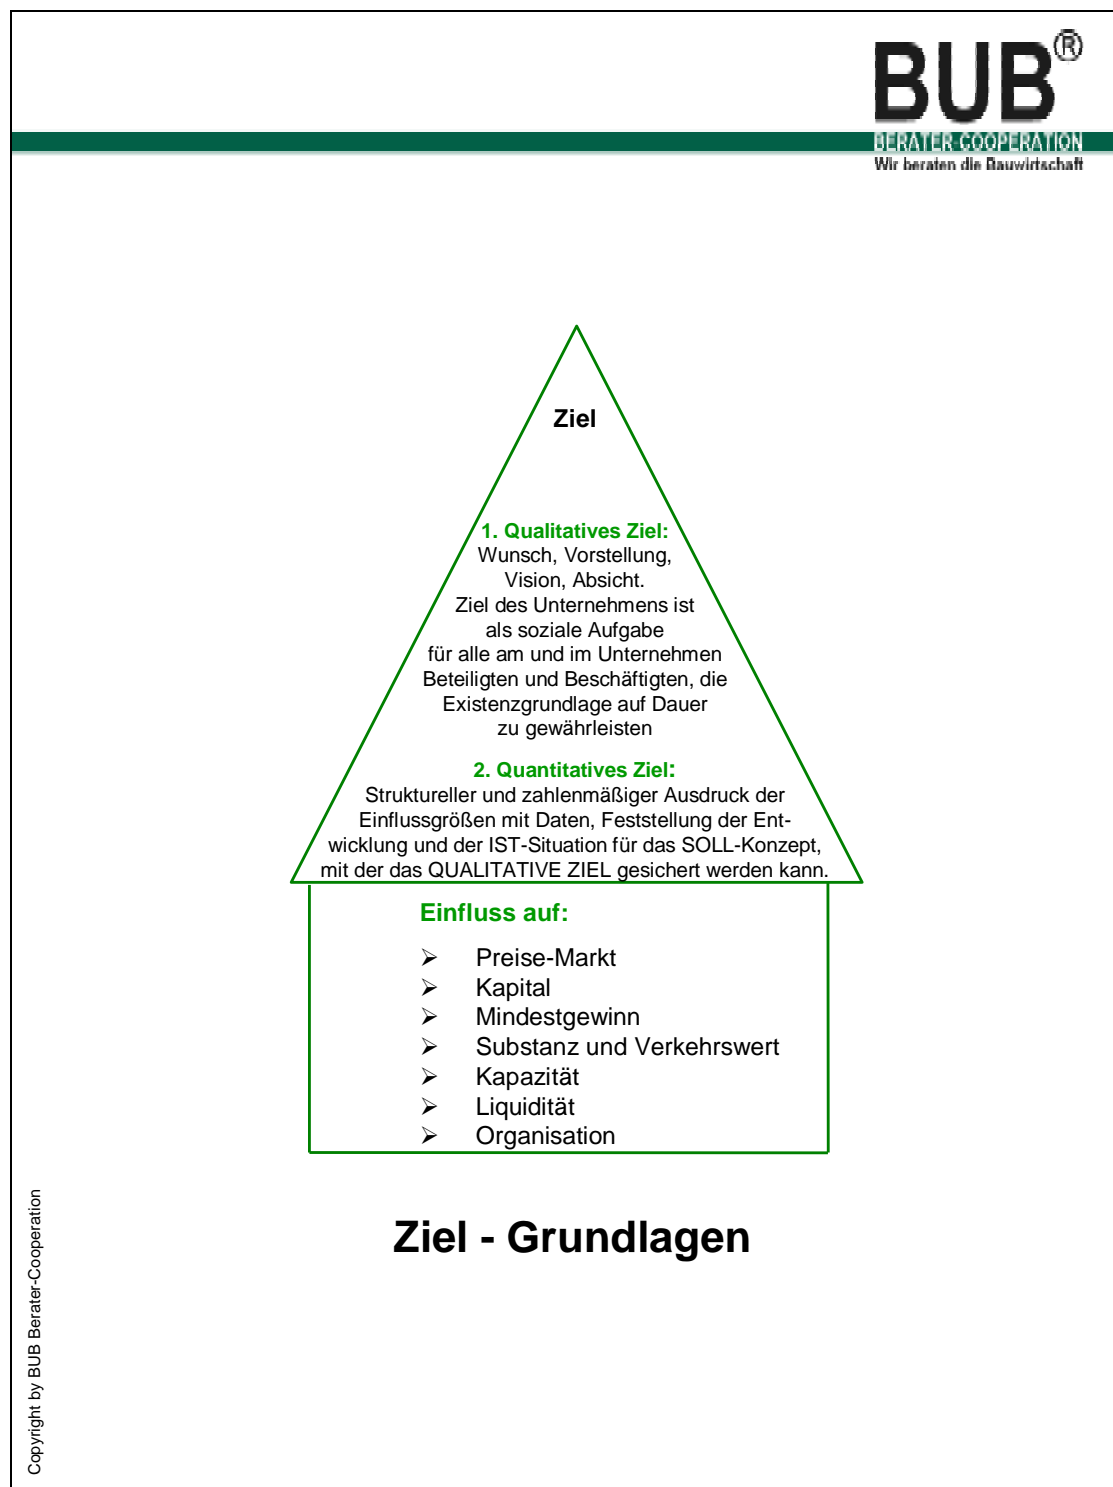 BUB®
BERATER-COOPERATION
Wir beraten die Bauwirtschaft
Ziel
1. Qualitatives Ziel:
Wunsch, Vorstellung,
Vision, Absicht.
Ziel des Unternehmens ist
als soziale Aufgabe
für alle am und im Unternehmen
Beteiligten und Beschäftigten, die
Existenzgrundlage auf Dauer
zu gewährleisten
2. Quantitatives Ziel:
Struktureller und zahlenmäßiger Ausdruck der
Einflussgrößen mit Daten, Feststellung der Ent-
wicklung und der IST-Situation für das SOLL-Konzept,
mit der das QUALITATIVE ZIEL gesichert werden kann.
Einfluss auf:
➢ Preise-Markt
➢ Kapital
➢ Mindestgewinn
➢ Substanz und Verkehrswert
➢ Kapazität
➢ Liquidität
➢ Organisation
Ziel - Grundlagen
Copyright by BUB Berater-Cooperation